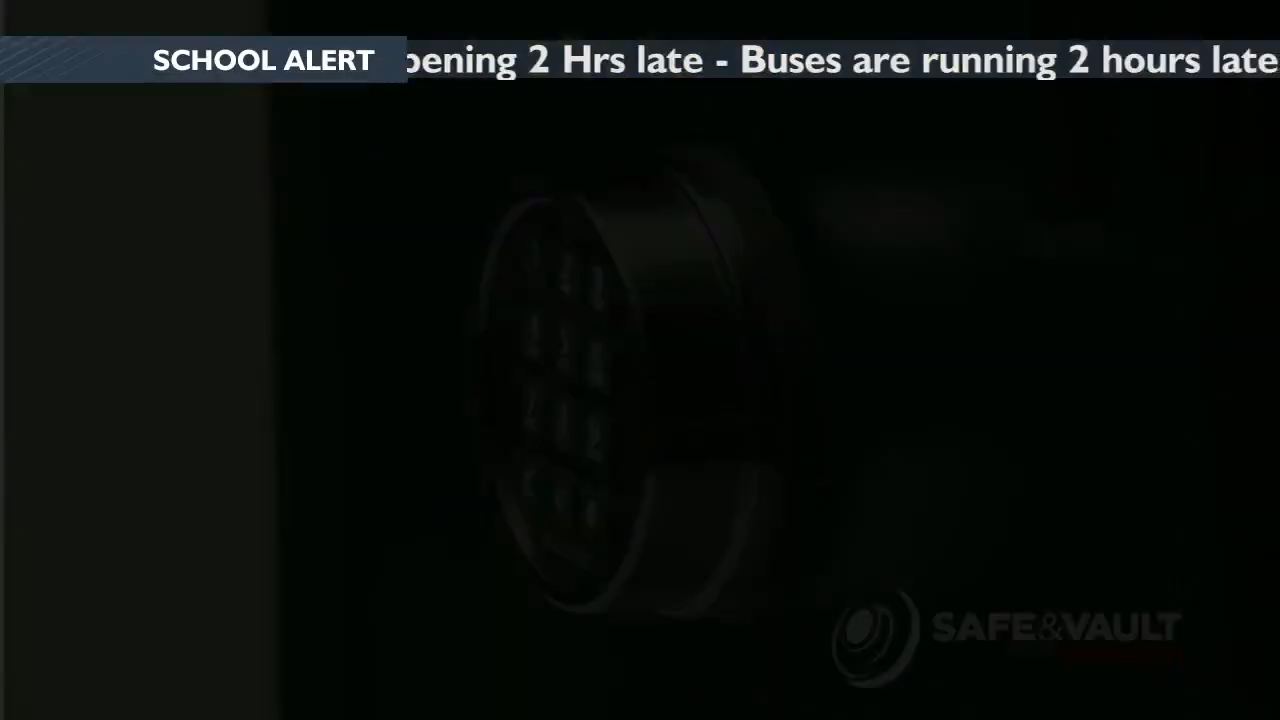 SCHOOL ALERT
pening 2 Hrs late - Buses are running 2 hours late
SAFE&VAULT